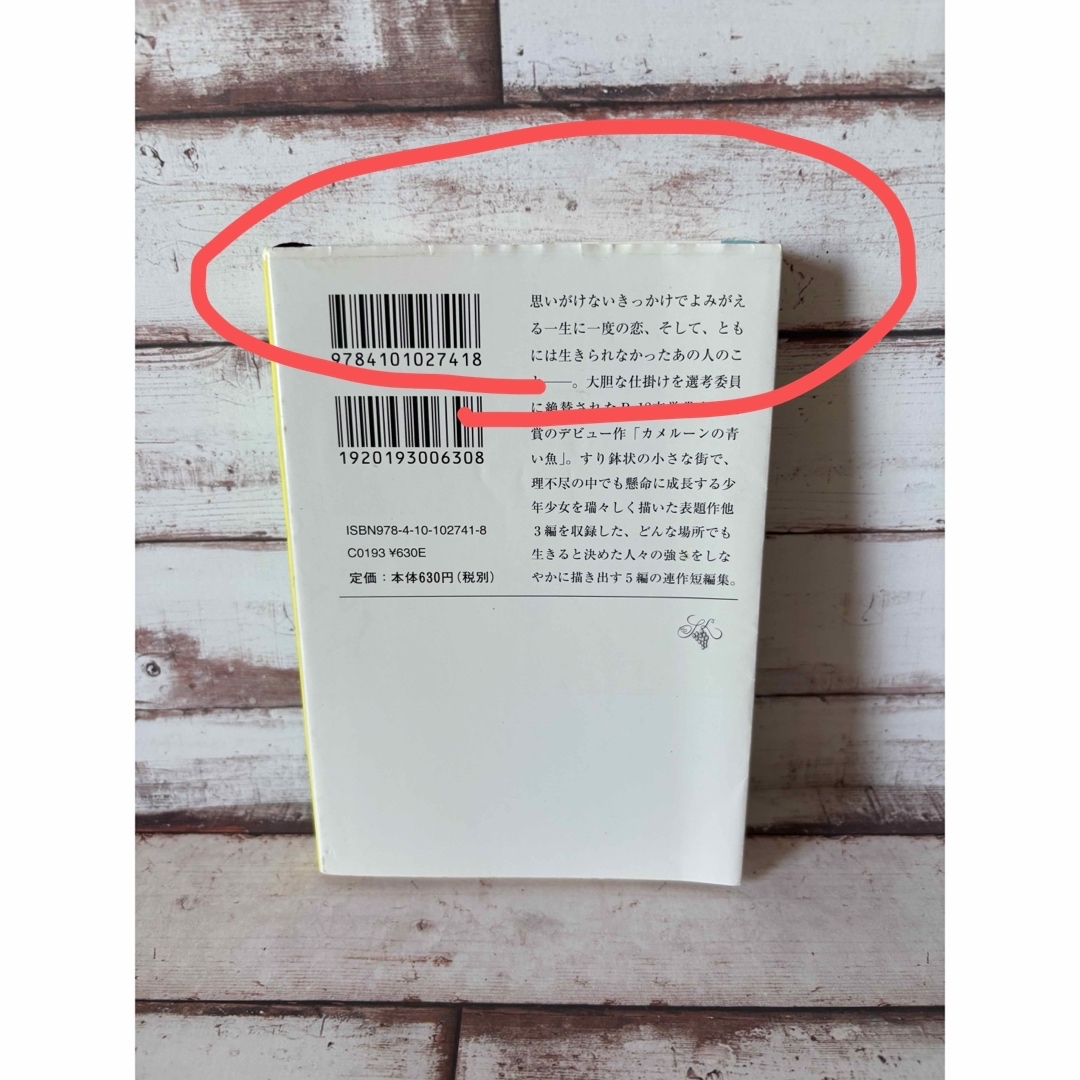 9784101027418
1920193006308
ISBN978-4-10-102741-8
C0193 ¥630E
定価：本体630円（税別）
思いがけないきっかけでよみがえ
る一生に一度の恋、そして、とも
には生きられなかったあの人のこ
――。大胆な仕掛けを選考委員
に絶賛された
賞のデビュー作「カメルーンの青
い魚」。すり鉢状の小さな街で、
理不尽の中でも懸命に成長する少
年少女を瑞々しく描いた表題作他
3編を収録した、どんな場所でも
生きると決めた人々の強さをしな
やかに描き出す5編の連作短編集。